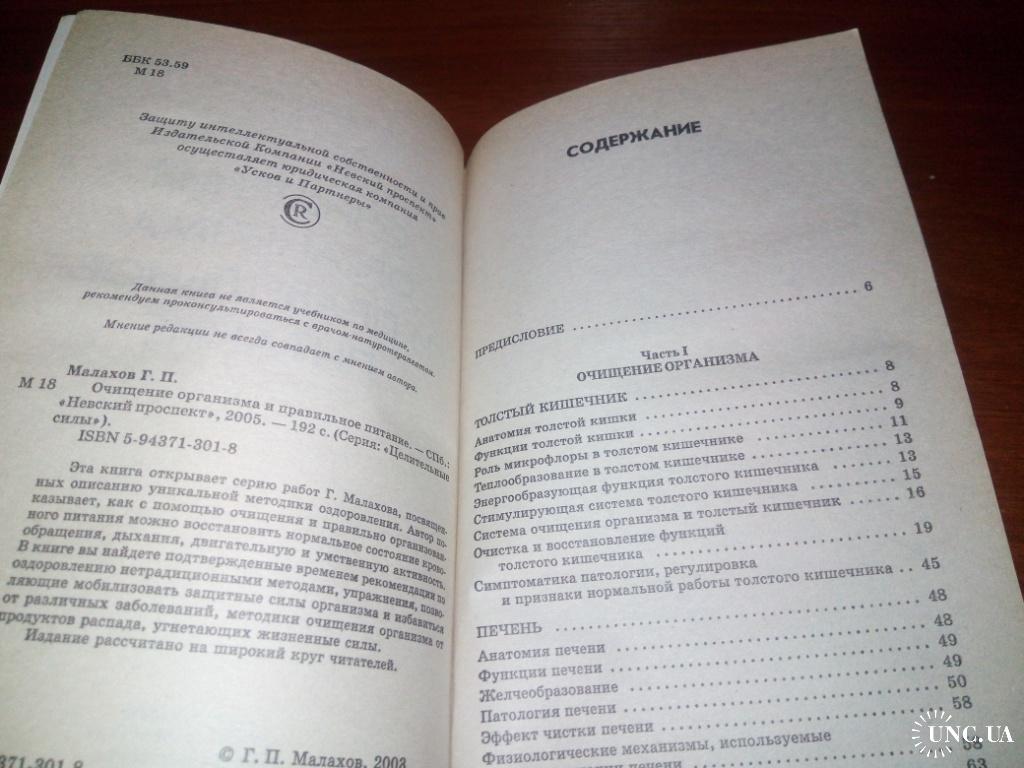 ББК 53.59
М 18
Защиту интеллектуальной собственности и прав
Издательской Компании «Невский проспект»
осуществляет юридическая компания
«Усков и Партнеры»
CR
Данная книга не является учебником по медицине,
рекомендуем проконсультироваться с врачом-натуротерапевтом.
Мнение редакции не всегда совпадает с мнением автора.
Малахов Г. П.
М 18 Очищение организма и правильное питание. — СПб.:
«Невский проспект», 2005. — 192 с. (Серия: «Целительные
силы»).
ISBN 5-94371-301-8
Эта книга открывает серию работ Г. Малахова, посвящен-
ных описанию уникальной методики оздоровления. Автор по-
казывает, как с помощью очищения и правильно организован-
ного питания можно восстановить нормальное состояние крово-
обращения, дыхания, двигательную и умственную активность.
В книге вы найдете подтвержденные временем рекомендации по
оздоровлению нетрадиционными методами, упражнения, позво-
ляющие мобилизовать защитные силы организма и избавиться
от различных заболеваний, методики очищения организма от
продуктов распада, угнетающих жизненные силы.
Издание рассчитано на широкий круг читателей.
371-301-8
© Г. П. Малахов, 2003
СОДЕРЖАНИЕ
ПРЕДИСЛОВИЕ 6
Часть I
ОЧИЩЕНИЕ ОРГАНИЗМА
ТОЛСТЫЙ КИШЕЧНИК 8
Анатомия толстой кишки 8
Функции толстой кишки 9
Роль микрофлоры в толстом кишечнике 11
Теплообразование в толстом кишечнике 13
Энергообразующая функция толстого кишечника 13
Стимулирующая система толстого кишечника 15
Система очищения организма и толстый кишечник 16
Очистка и восстановление функций
толстого кишечника 19
Симптоматика патологии, регулировка
и признаки нормальной работы толстого кишечника 45
ПЕЧЕНЬ 48
Анатомия печени 48
Функции печени 49
Желчеобразование 49
Патология печени 50
Эффект чистки печени 58
Физиологические механизмы, используемые
печени 58
63
UNC.UA